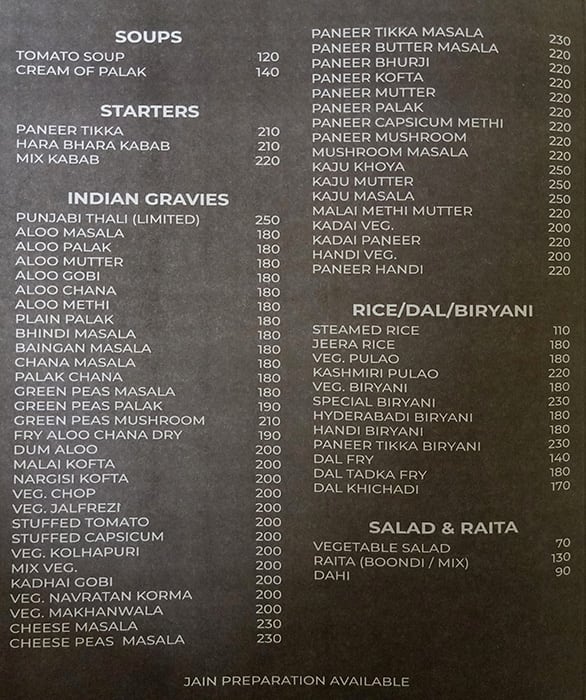 SOUPS
TOMATO SOUP 120
CREAM OF PALAK 140
STARTERS
PANEER TIKKA 210
HARA BHARA KABAB 210
MIX KABAB 220
INDIAN GRAVIES
PUNJABI THALI (LIMITED) 250
ALOO MASALA 180
ALOO PALAK 180
ALOO MUTTER 180
ALOO GOBI 180
ALOO CHANA 180
ALOO METHI 180
PLAIN PALAK 180
BHINDI MASALA 180
BAINGAN MASALA 180
CHANA MASALA 180
PALAK CHANA 180
GREEN PEAS MASALA 180
GREEN PEAS PALAK 190
GREEN PEAS MUSHROOM 210
FRY ALOO CHANA DRY 190
DUM ALOO 200
MALAI KOFTA 200
NARGISI KOFTA 200
VEG. CHOP 200
VEG. JALFREZI 200
STUFFED TOMATO 200
STUFFED CAPSICUM 200
VEG. KOLHAPURI 200
MIX VEG. 200
KADHAI GOBI 200
VEG. NAVRATAN KORMA 200
VEG. MAKHANWALA 200
CHEESE MASALA 230
CHEESE PEAS MASALA 230
PANEER TIKKA MASALA 230
PANEER BUTTER MASALA 220
PANEER BHURJI 220
PANEER KOFTA 220
PANEER MUTTER 220
PANEER PALAK 220
PANEER CAPSICUM METHI 220
PANEER MUSHROOM 220
MUSHROOM MASALA 220
KAJU KHOYA 250
KAJU MUTTER 250
KAJU MASALA 250
MALAI METHI MUTTER 220
KADAI VEG. 200
KADAI PANEER 220
HANDI VEG. 200
PANEER HANDI 220
RICE/DAL/BIRYANI
STEAMED RICE 110
JEERA RICE 180
VEG. PULAO 180
KASHMIRI PULAO 220
VEG. BIRYANI 180
SPECIAL BIRYANI 230
HYDERABADI BIRYANI 180
HANDI BIRYANI 180
PANEER TIKKA BIRYANI 230
DAL FRY 140
DAL TADKA FRY 180
DAL KHICHADI 170
SALAD & RAITA
VEGETABLE SALAD 70
RAITA (BOONDI / MIX) 130
DAHI 90
JAIN PREPARATION AVAILABLE